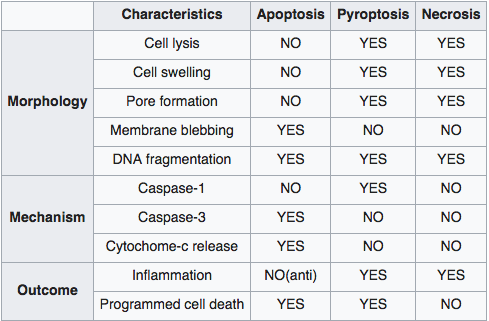 Characteristics Apoptosis Pyroptosis Necrosis
Morphology
Cell lysis NO YES YES
Cell swelling NO YES YES
Pore formation NO YES YES
Membrane blebbing YES NO NO
DNA fragmentation YES YES YES
Mechanism
Caspase-1 NO YES NO
Caspase-3 YES NO NO
Cytochome-c release YES NO NO
Outcome
Inflammation NO(anti) YES YES
Programmed cell death YES YES NO